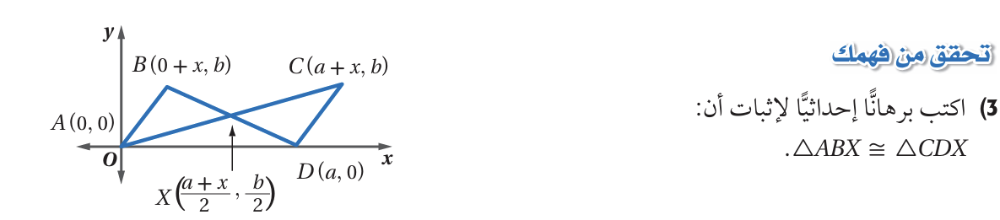 تحقق من فهمك
3) اكتب برهانًا إحداثيًّا لإثبات أن:
△ABX ≅ △CDX.
y
B(0 + x, b)
C(a + x, b)
A(0, 0)
O
x
D(a, 0)
X((a + x)/2, b/2)